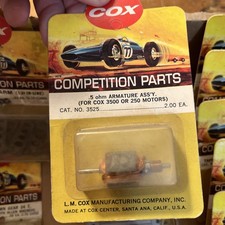 COX
COMPETITION PARTS
.5 ohm ARMATURE ASS'Y.
(FOR COX 3500 OR 250 MOTORS)
CAT. NO. 3525 2.00 EA.
L. M. COX MANUFACTURING COMPANY, INC.
MADE AT COX CENTER, SANTA ANA, CALIF., U.S.A.